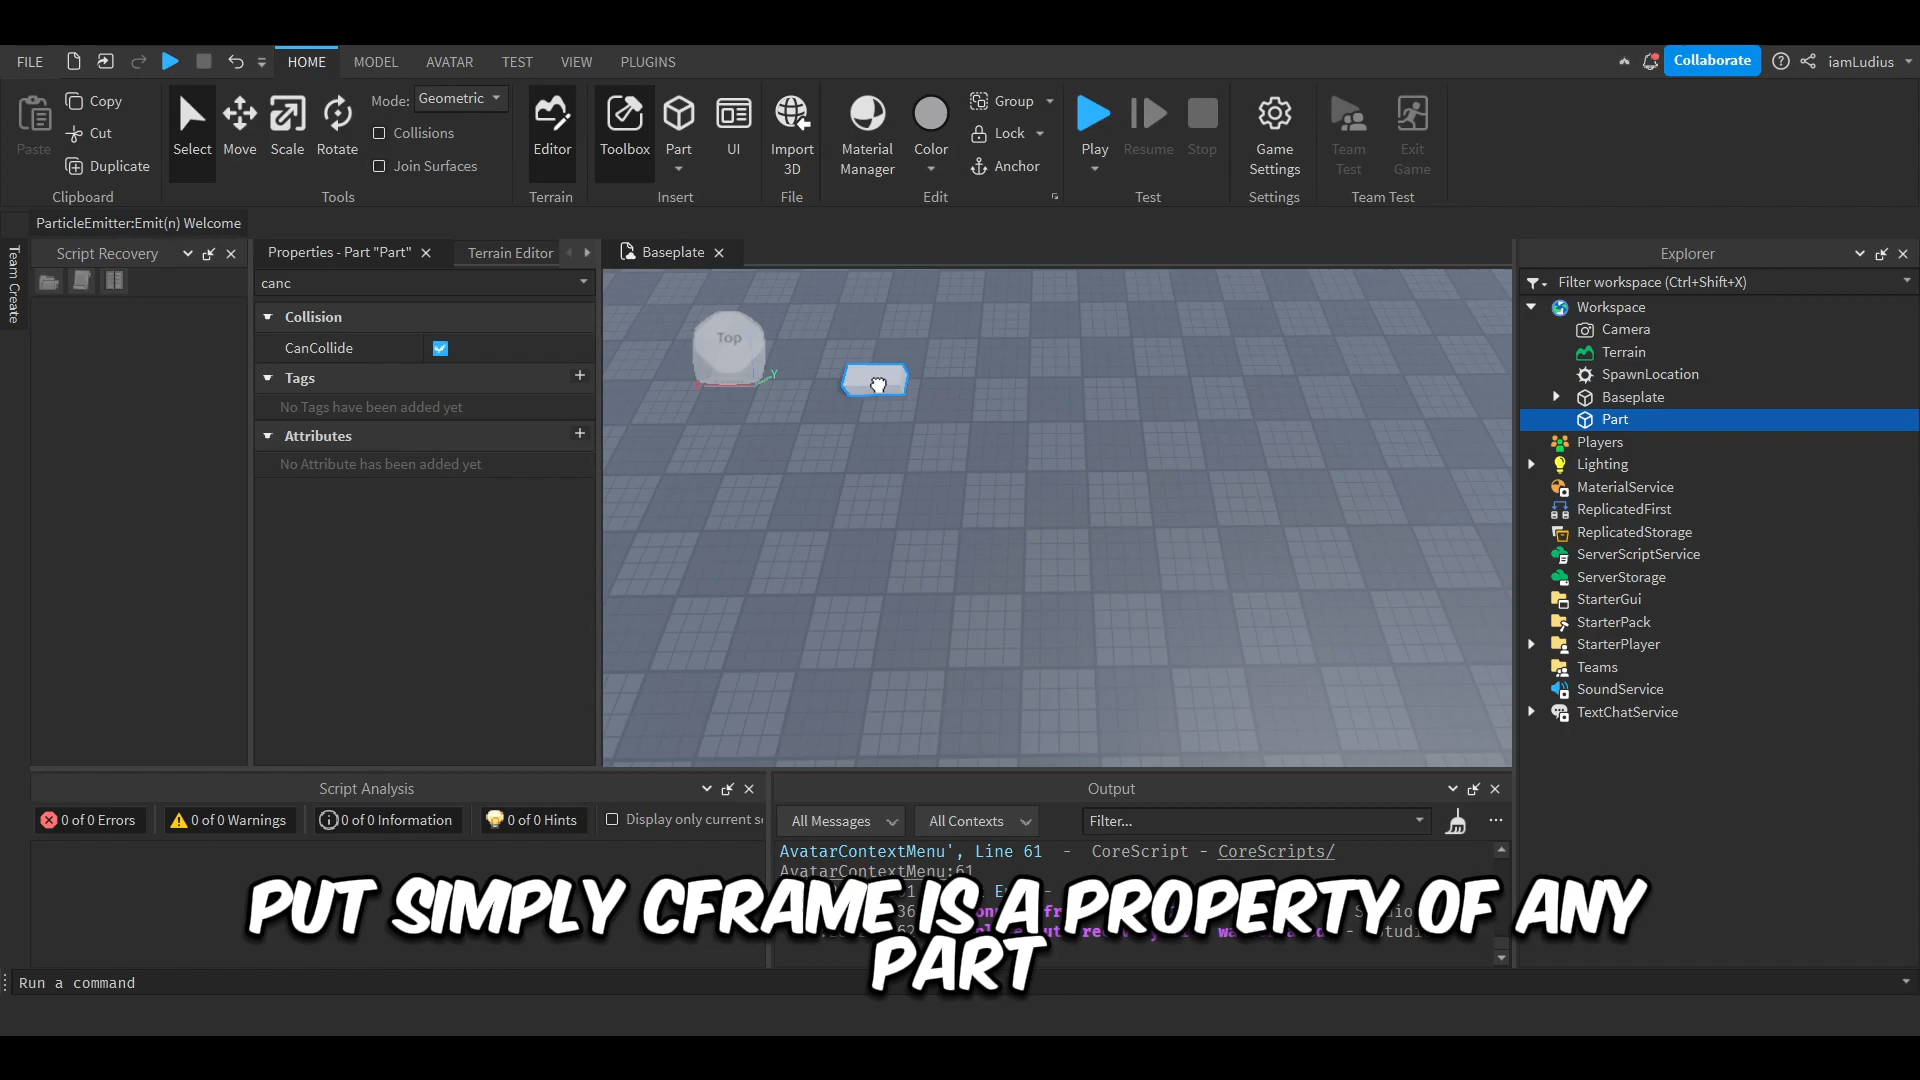 FILE HOME MODEL AVATAR TEST VIEW PLUGINS Collaborate iamLudius
Paste Copy Cut Duplicate Clipboard
Select Move Scale Rotate Mode: Geometric Collisions Join Surfaces Tools
Editor Terrain
Toolbox Part UI Insert
Import 3D File
Material Manager Color Group Lock Anchor Edit
Play Resume Stop Test
Game Settings Settings
Team Test Exit Game Team Test
ParticleEmitter:Emit(n) Welcome
Team Create
Script Recovery
Properties - Part "Part" Terrain Editor
canc
Collision
CanCollide
Tags
No Tags have been added yet
Attributes
No Attribute has been added yet
Baseplate
Top
Y
Explorer
Filter workspace (Ctrl+Shift+X)
Workspace
Camera
Terrain
SpawnLocation
Baseplate
Part
Players
Lighting
MaterialService
ReplicatedFirst
ReplicatedStorage
ServerScriptService
ServerStorage
StarterGui
StarterPack
StarterPlayer
Teams
SoundService
TextChatService
Script Analysis
0 of 0 Errors 0 of 0 Warnings 0 of 0 Information 0 of 0 Hints Display only current s
Output
All Messages All Contexts Filter...
AvatarContextMenu', Line 61 - CoreScript - CoreScripts/
AvatarContextMenu:61
PUT SIMPLY CFRAME IS A PROPERTY OF ANY
PART
Run a command